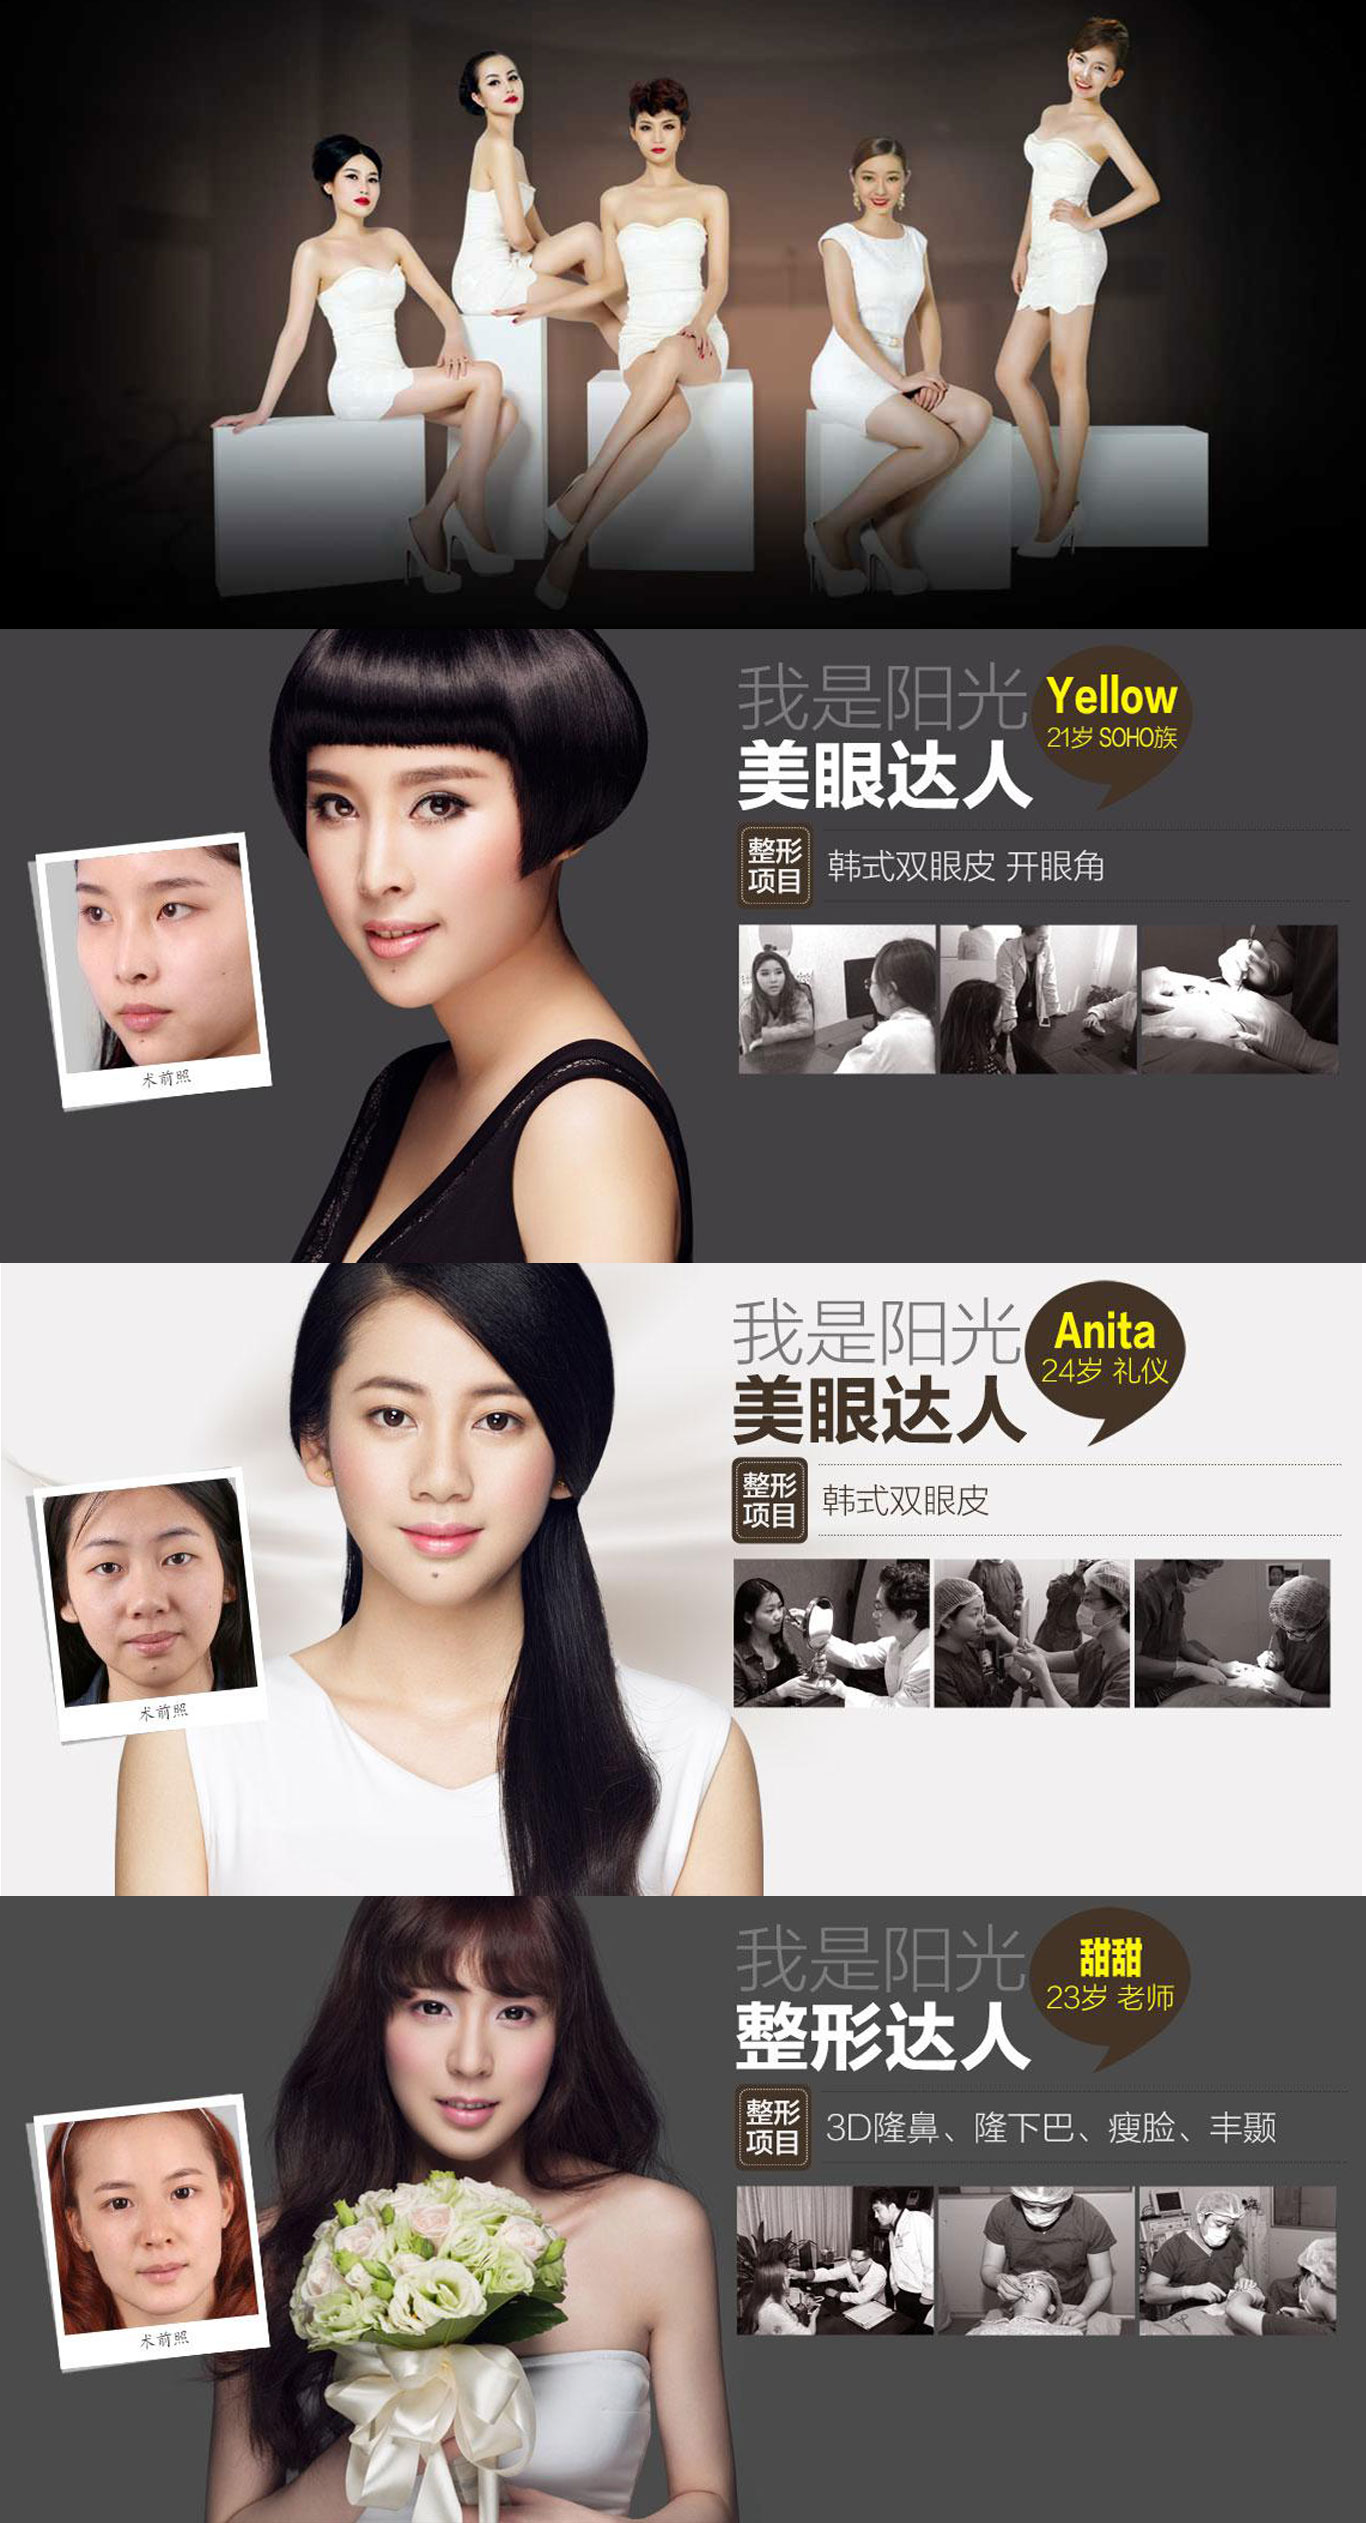 我是阳光
Yellow
21岁 SOHO族
美眼达人
整形
项目
韩式双眼皮 开眼角
术前照
我是阳光
Anita
24岁 礼仪
美眼达人
整形
项目
韩式双眼皮
术前照
我是阳光
甜甜
23岁 老师
整形达人
整形
项目
3D隆鼻、隆下巴、瘦脸、丰颞
术前照